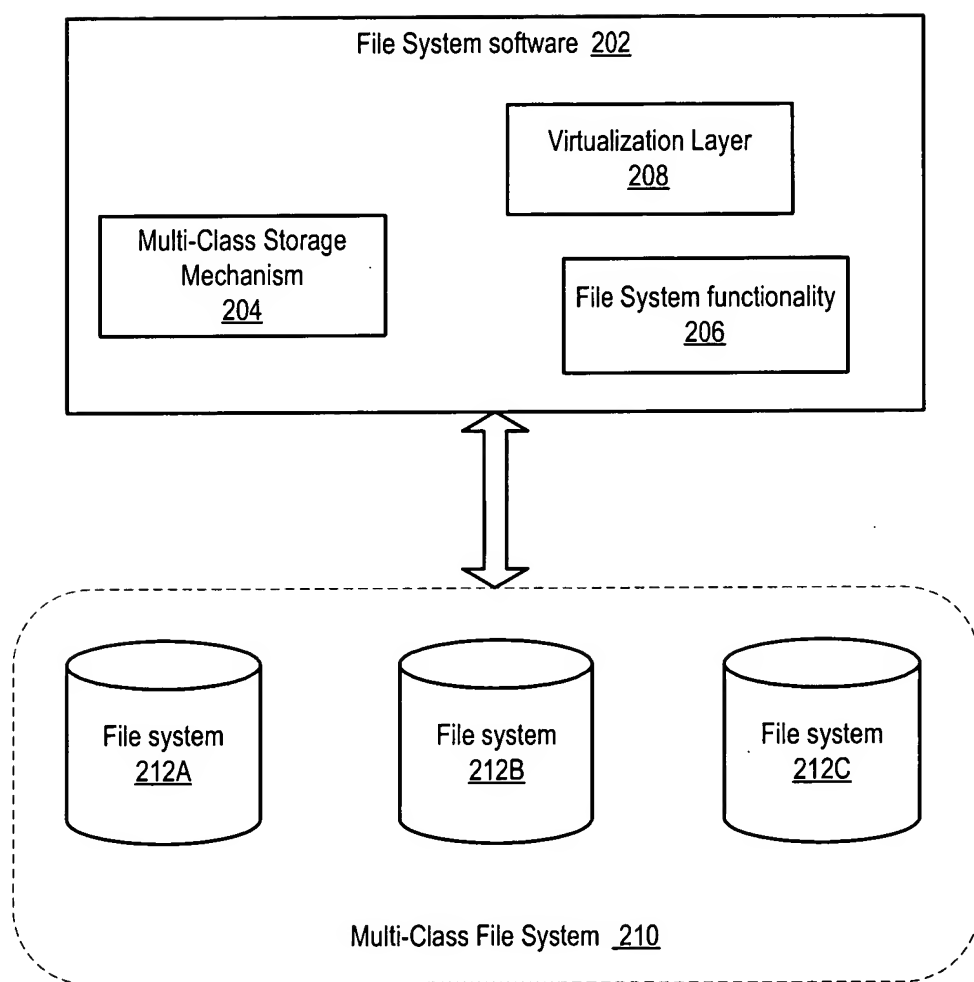 File System software 202
Virtualization Layer
208
Multi-Class Storage
Mechanism
204
File System functionality
206
File system
212A
File system
212B
File system
212C
Multi-Class File System 210